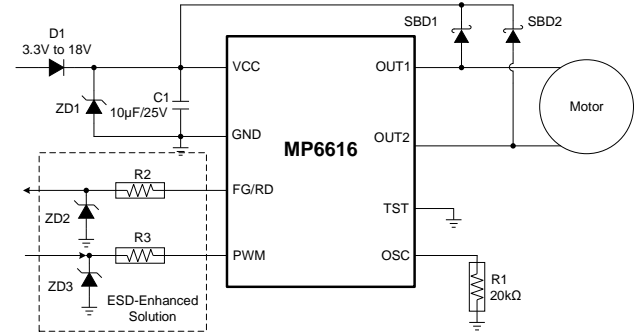 SBD1
SBD2
D1
3.3V to 18V
VCC
OUT1
ZD1
C1
10µF/25V
Motor
GND
OUT2
MP6616
R2
FG/RD
ZD2
TST
R3
PWM
OSC
ZD3
ESD-Enhanced
Solution
R1
20kΩ